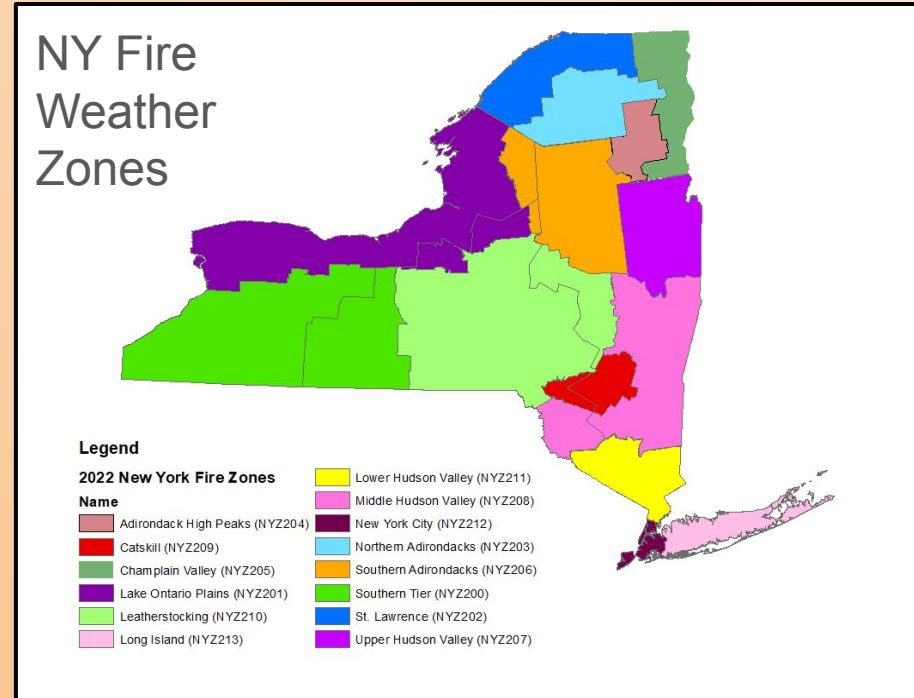 NY Fire
Weather
Zones
Legend
2022 New York Fire Zones
Name
Adirondack High Peaks (NYZ204)
Catskill (NYZ209)
Champlain Valley (NYZ205)
Lake Ontario Plains (NYZ201)
Leatherstocking (NYZ210)
Long Island (NYZ213)
Lower Hudson Valley (NYZ211)
Middle Hudson Valley (NYZ208)
New York City (NYZ212)
Northern Adirondacks (NYZ203)
Southern Adirondacks (NYZ206)
Southern Tier (NYZ200)
St. Lawrence (NYZ202)
Upper Hudson Valley (NYZ207)